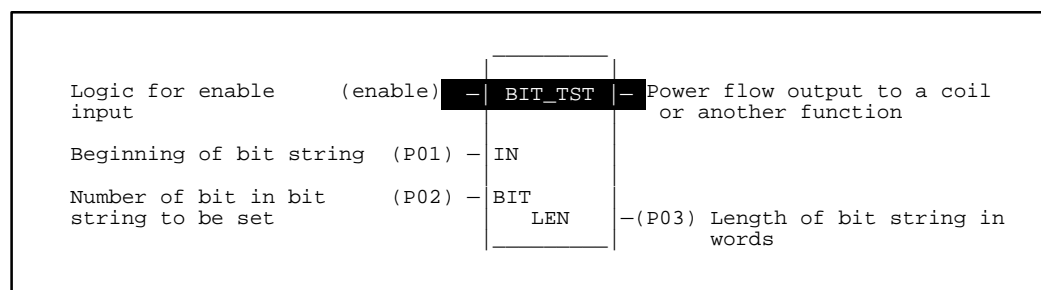 Logic for enable (enable) BIT_TST Power flow output to a coil
input or another function
Beginning of bit string (P01) IN
Number of bit in bit (P02) BIT
string to be set LEN (P03) Length of bit string in
words